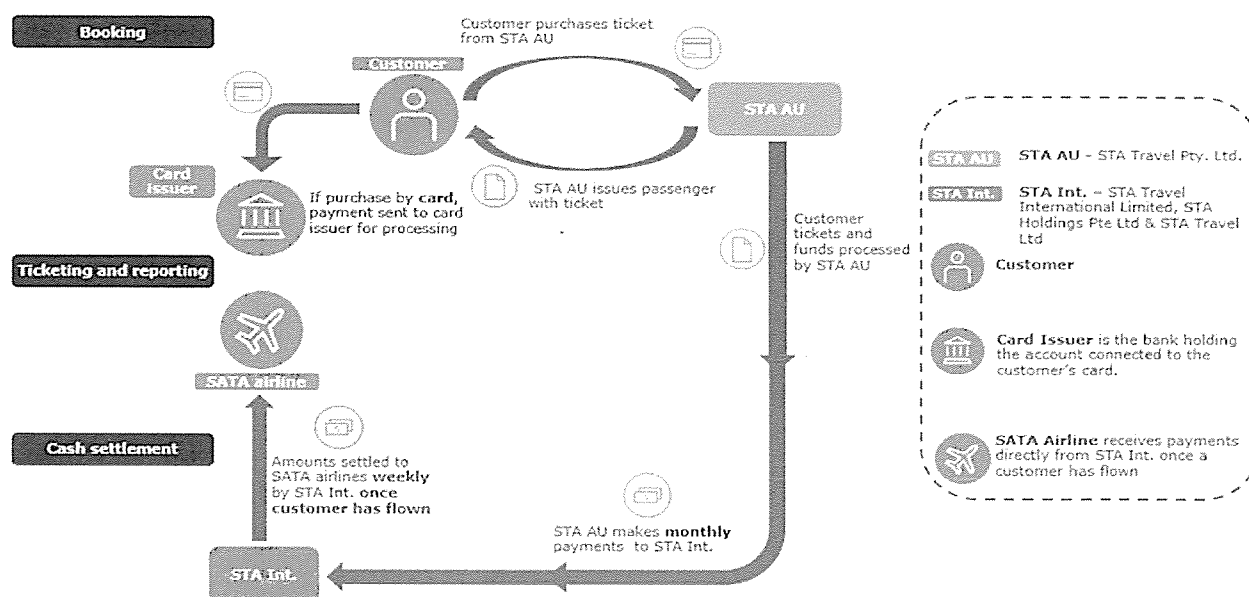 Booking
Customer purchases ticket
from STA AU
Customer
STA AU
Card
issuer
If purchase by card,
payment sent to card
issuer for processing
STA AU issues passenger
with ticket
Customer
tickets and
funds processed
by STA AU
Ticketing and reporting
SATA airline
Cash settlement
Amounts settled to
SATA airlines weekly
by STA Int. once
customer has flown
STA AU makes monthly
payments to STA Int.
STA Int.
STA AU
STA AU – STA Travel Pty. Ltd.
STA Int.
STA Int. – STA Travel
International Limited, STA
Holdings Pte Ltd & STA Travel
Ltd
Customer
Card Issuer is the bank holding
the account connected to the
customer's card.
SATA Airline receives payments
directly from STA Int. once a
customer has flown